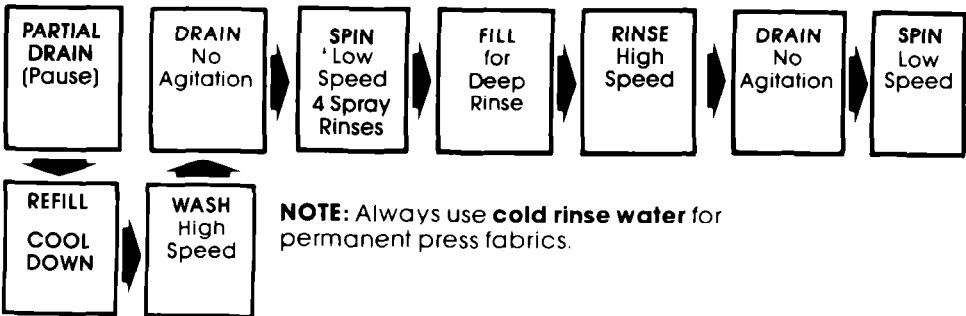 PARTIAL
DRAIN
(Pause)
REFILL
COOL
DOWN
WASH
High
Speed
DRAIN
No
Agitation
SPIN
' Low
Speed
4 Spray
Rinses
FILL
for
Deep
Rinse
RINSE
High
Speed
DRAIN
No
Agitation
SPIN
Low
Speed
NOTE: Always use cold rinse water for
permanent press fabrics.